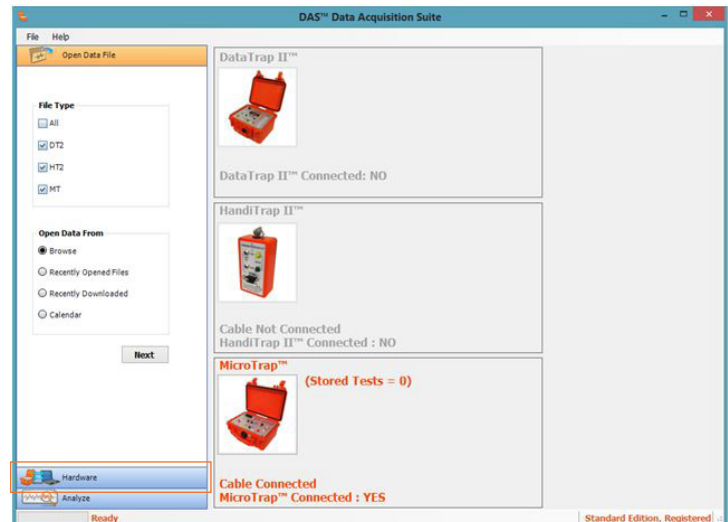 DAS™ Data Acquisition Suite
File Help
Open Data File
File Type
All
DT2
HT2
MT
Open Data From
Browse
Recently Opened Files
Recently Downloaded
Calendar
Next
Hardware
Analyze
DataTrap II™
DataTrap II™ Connected: NO
HandiTrap II™
Cable Not Connected
HandiTrap II™ Connected : NO
MicroTrap™
(Stored Tests = 0)
Cable Connected
MicroTrap™ Connected : YES
Ready
Standard Edition, Registered